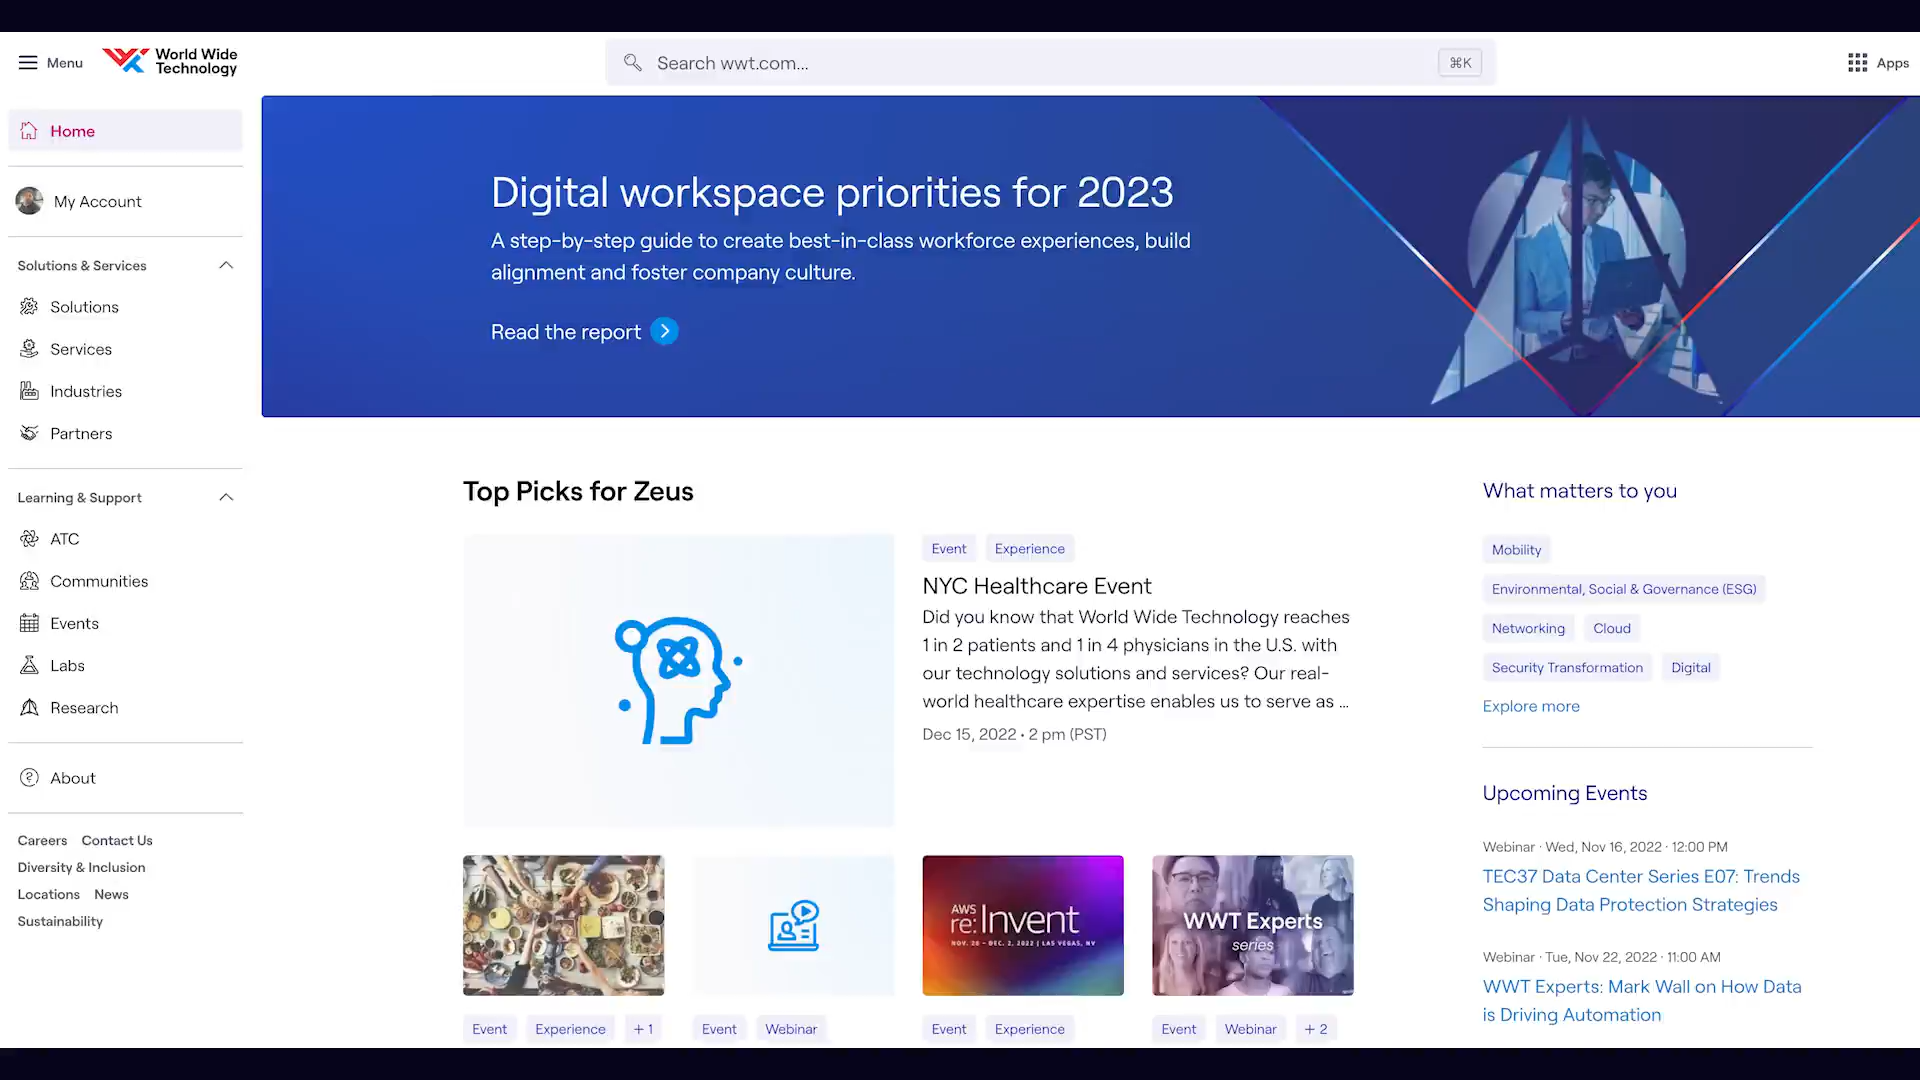 Menu
World Wide
Technology
Search wwt.com...
⌘K
Apps
Home
My Account
Solutions & Services
Solutions
Services
Industries
Partners
Learning & Support
ATC
Communities
Events
Labs
Research
About
Careers Contact Us
Diversity & Inclusion
Locations News
Sustainability
Digital workspace priorities for 2023
A step-by-step guide to create best-in-class workforce experiences, build
alignment and foster company culture.
Read the report
Top Picks for Zeus
Event Experience
NYC Healthcare Event
Did you know that World Wide Technology reaches
1 in 2 patients and 1 in 4 physicians in the U.S. with
our technology solutions and services? Our real-
world healthcare expertise enables us to serve as ...
Dec 15, 2022 • 2 pm (PST)
AWS
re:Invent
NOV. 28 – DEC. 2, 2022 | LAS VEGAS, NV
WWT Experts
series
Event Experience + 1
Event Webinar
Event Experience
Event Webinar + 2
What matters to you
Mobility
Environmental, Social & Governance (ESG)
Networking Cloud
Security Transformation Digital
Explore more
Upcoming Events
Webinar · Wed, Nov 16, 2022 · 12:00 PM
TEC37 Data Center Series E07: Trends
Shaping Data Protection Strategies
Webinar · Tue, Nov 22, 2022 · 11:00 AM
WWT Experts: Mark Wall on How Data
is Driving Automation